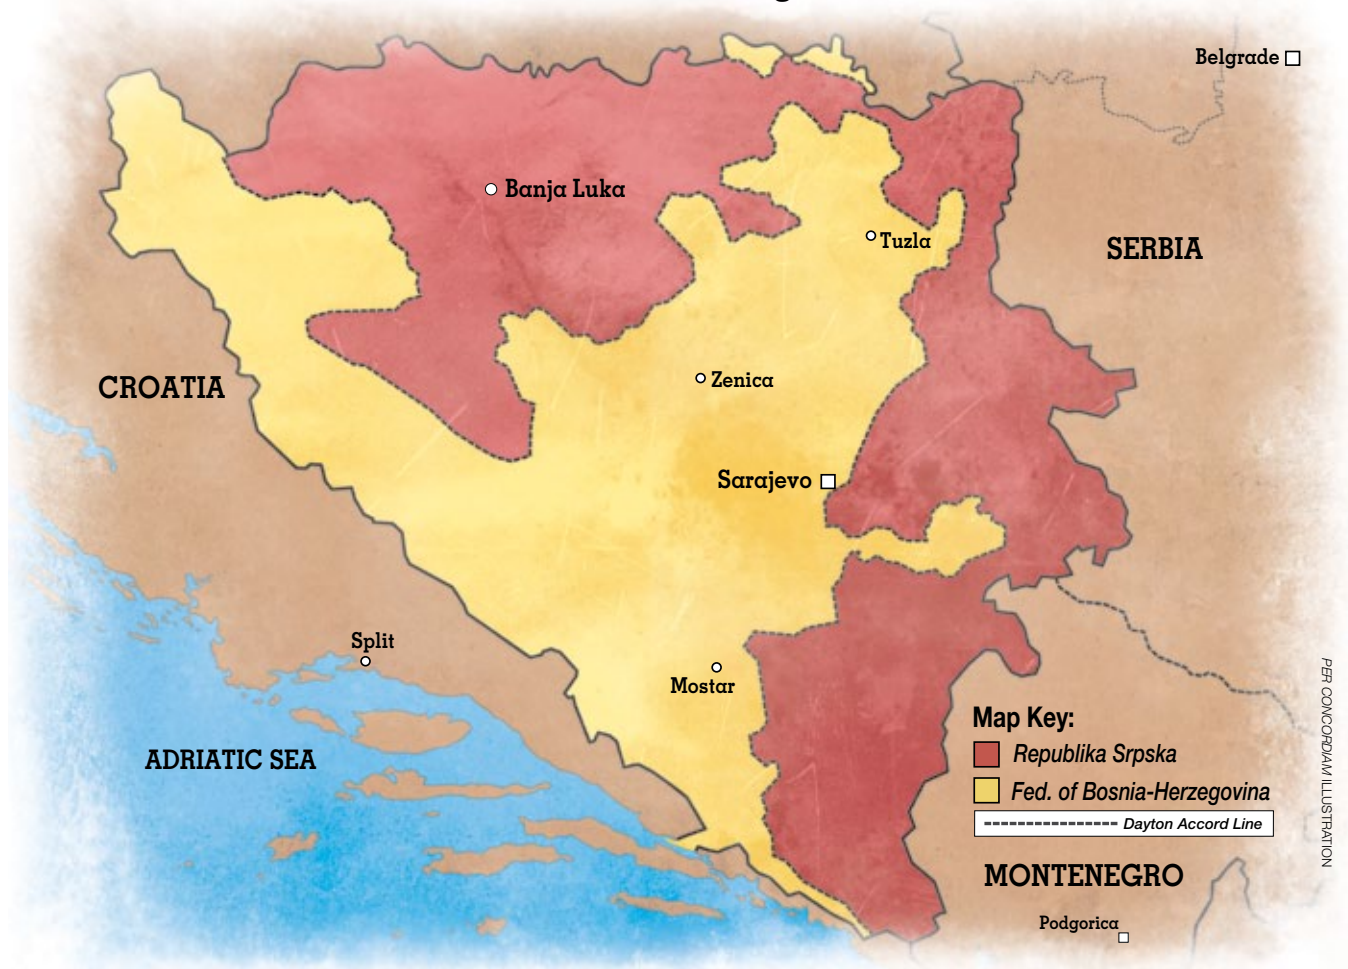 Belgrade
Banja Luka
Tuzla
SERBIA
CROATIA
Zenica
Sarajevo
Split
Mostar
ADRIATIC SEA
Map Key:
Republika Srpska
Fed. of Bosnia-Herzegovina
Dayton Accord Line
MONTENEGRO
Podgorica
PER CONCORDIAM ILLUSTRATION